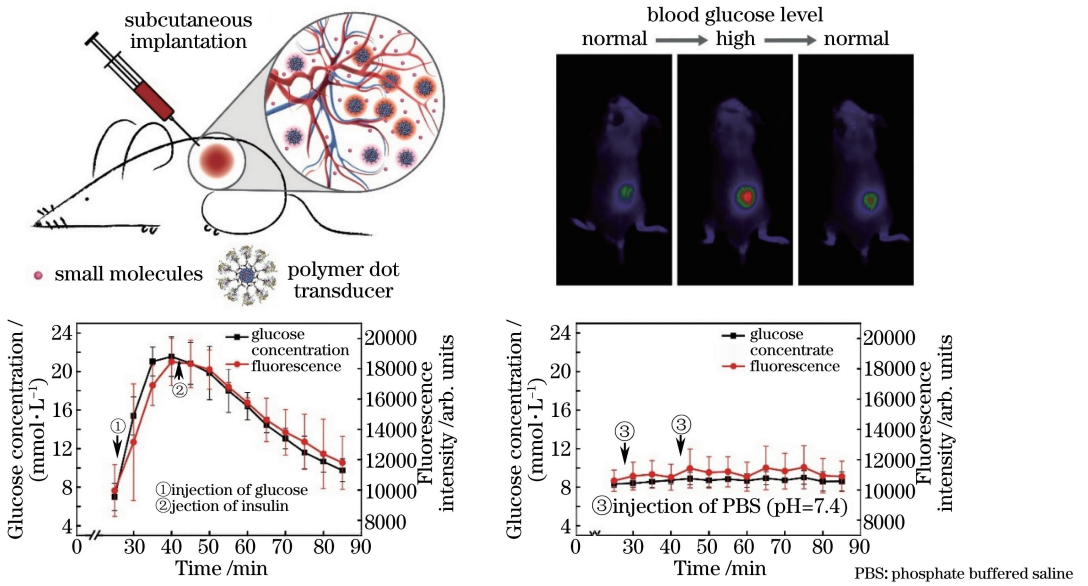 subcutaneous
implantation
small molecules
polymer dot
transducer
blood glucose level
normal
high
normal
Glucose concentration /
(mmol·L⁻¹)
24
20
16
12
8
4
glucose
concentration
fluorescence
①
②
①injection of glucose
②jection of insulin
20000
18000
16000
14000
12000
10000
8000
Fluorescence
intensity /arb. units
0
30
40
50
60
70
80
90
Time /min
Glucose concentration /
(mmol·L⁻¹)
24
20
16
12
8
4
glucose
concentrate
fluorescence
③
③
③injection of PBS (pH=7.4)
20000
18000
16000
14000
12000
10000
8000
Fluorescence
intensity /arb. units
0
30
40
50
60
70
80
90
Time /min
PBS: phosphate buffered saline